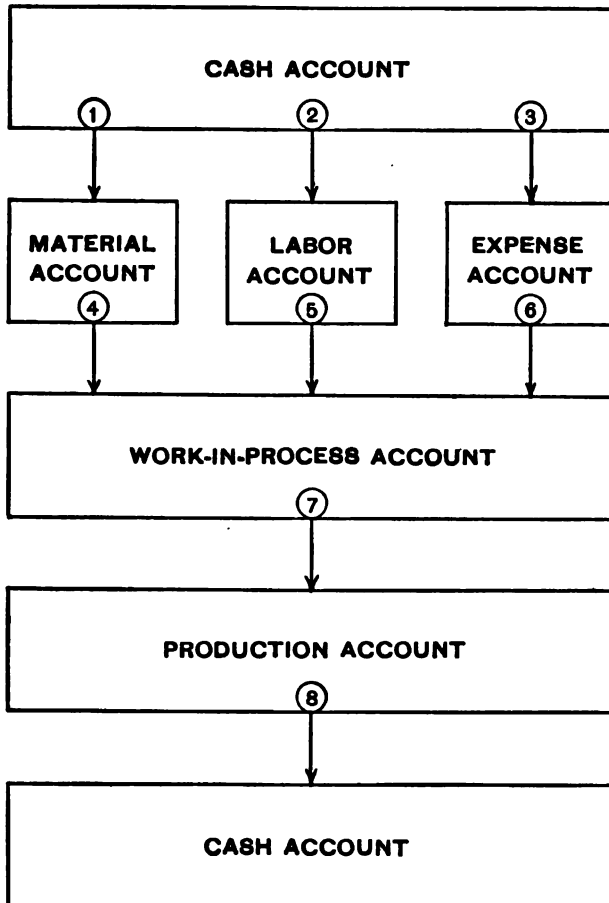 CASH ACCOUNT
1 2 3
MATERIAL ACCOUNT
LABOR ACCOUNT
EXPENSE ACCOUNT
4 5 6
WORK-IN-PROCESS ACCOUNT
7
PRODUCTION ACCOUNT
8
CASH ACCOUNT